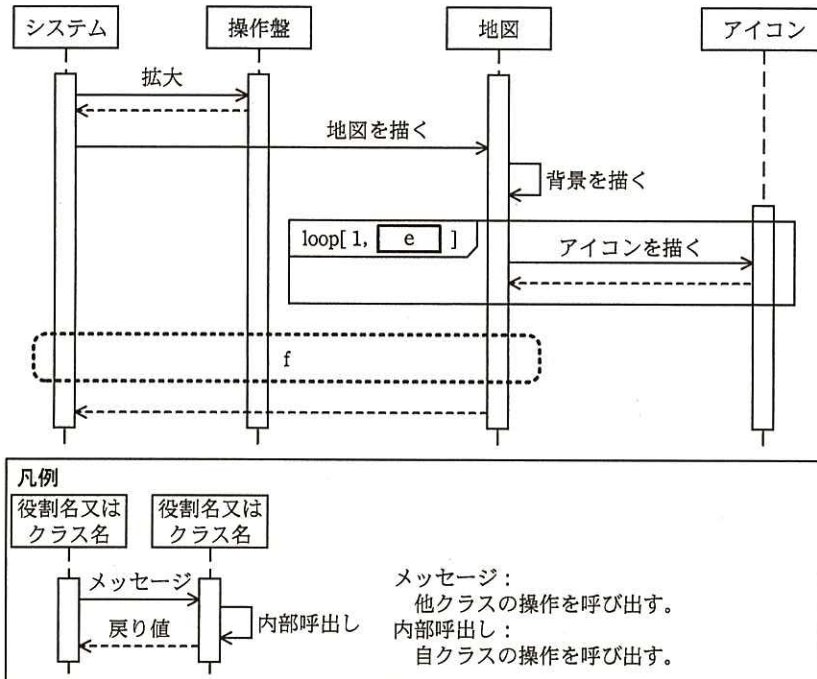 システム
操作盤
地図
アイコン
拡大
地図を描く
背景を描く
loop[ 1, e ]
アイコンを描く
f
凡例
役割名又は
クラス名
役割名又は
クラス名
メッセージ
戻り値
内部呼出し
メッセージ：
他クラスの操作を呼び出す。
内部呼出し：
自クラスの操作を呼び出す。